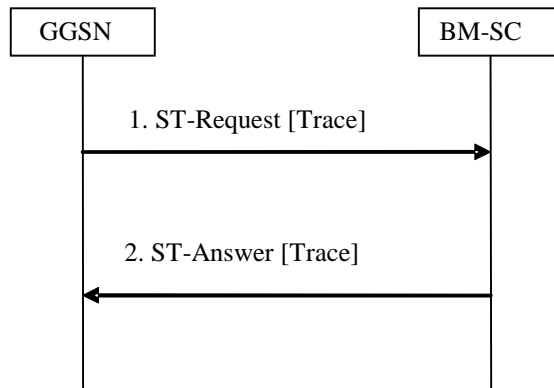 GGSN
BM-SC
1. ST-Request [Trace]
2. ST-Answer [Trace]